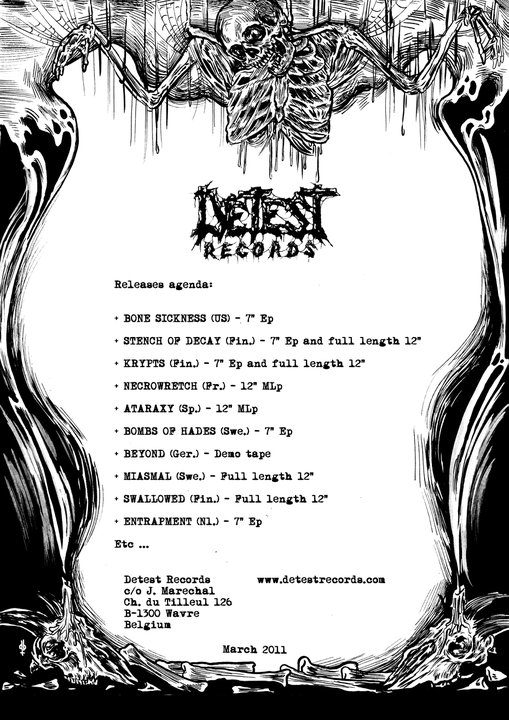 DETEST
RECORDS
Releases agenda:
+ BONE SICKNESS (US) - 7" Ep
+ STENCH OF DECAY (Fin.) - 7" Ep and full length 12"
+ KRYPTS (Fin.) - 7" Ep and full length 12"
+ NECROWRETCH (Fr.) - 12" MLp
+ ATARAXY (Sp.) - 12" MLp
+ BOMBS OF HADES (Swe.) - 7" Ep
+ BEYOND (Ger.) - Demo tape
+ MIASMAL (Swe.) - Full length 12"
+ SWALLOWED (Fin.) - Full length 12"
+ ENTRAPMENT (Nl.) - 7" Ep
Etc ...
Detest Records www.detestrecords.com
c/o J. Marechal
Ch. du Tilleul 126
B-1300 Wavre
Belgium
March 2011